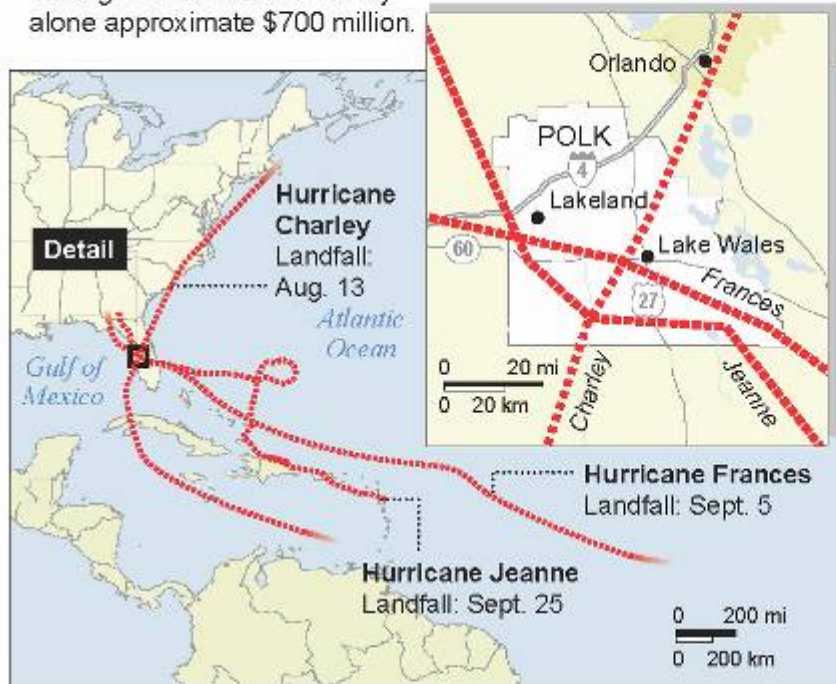 alone approximate $700 million.
Orlando
POLK
4
Lakeland
60
Lake Wales
Frances
27
0 20 mi
0 20 km
Charley
Jeanne
Hurricane
Charley
Landfall:
Aug. 13
Detail
Atlantic
Ocean
Gulf of
Mexico
Hurricane Frances
Landfall: Sept. 5
Hurricane Jeanne
Landfall: Sept. 25
0 200 mi
0 200 km